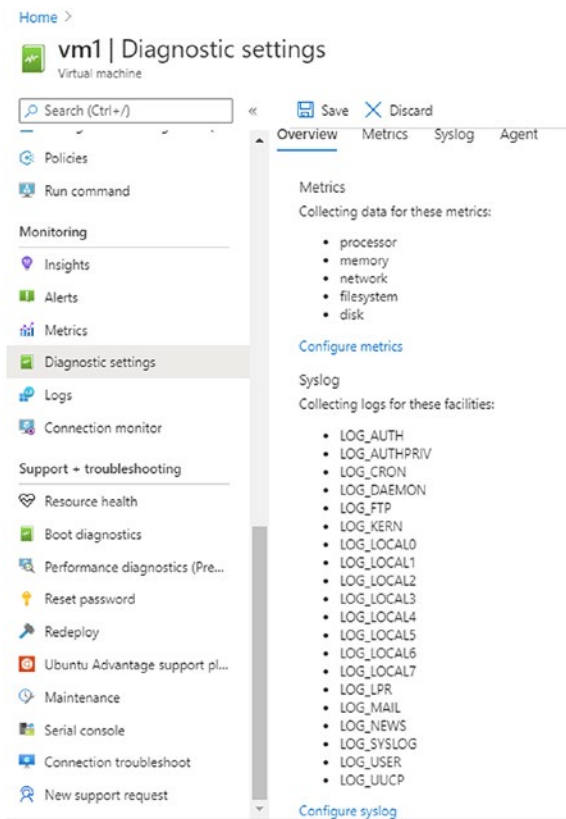 Home >
vm1 | Diagnostic settings
Virtual machine
Search (Ctrl+/)
«
Policies
Run command
Monitoring
Insights
Alerts
Metrics
Diagnostic settings
Logs
Connection monitor
Support + troubleshooting
Resource health
Boot diagnostics
Performance diagnostics (Pre...
Reset password
Redeploy
Ubuntu Advantage support pl...
Maintenance
Serial console
Connection troubleshoot
New support request
Save Discard
Overview Metrics Syslog Agent
Metrics
Collecting data for these metrics:
• processor
• memory
• network
• filesystem
• disk
Configure metrics
Syslog
Collecting logs for these facilities:
• LOG_AUTH
• LOG_AUTHPRIV
• LOG_CRON
• LOG_DAEMON
• LOG_FTP
• LOG_KERN
• LOG_LOCAL0
• LOG_LOCAL1
• LOG_LOCAL2
• LOG_LOCAL3
• LOG_LOCAL4
• LOG_LOCAL5
• LOG_LOCAL6
• LOG_LOCAL7
• LOG_LPR
• LOG_MAIL
• LOG_NEWS
• LOG_SYSLOG
• LOG_USER
• LOG_UUCP
Configure syslog